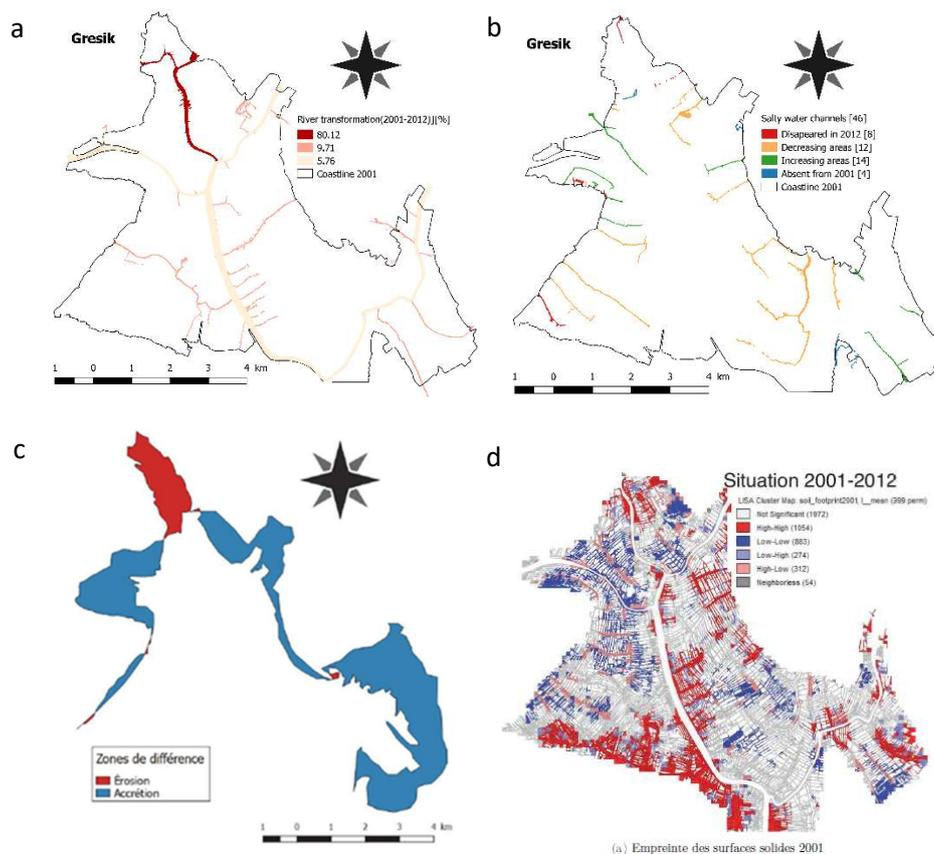 a
Gresik
River transformation(2001-2012)J(%)
80.12
9.71
5.76
Coastline 2001
1 0 1 2 3 4 km
b
Gresik
Salty water channels [46]
Disapeared in 2012 [8]
Decreasing areas [12]
Increasing areas [14]
Absent from 2001 [4]
Coastline 2001
1 0 1 2 3 4 km
c
Zones de différence
Érosion
Accrétion
1 0 1 2 3 4 km
d
Situation 2001-2012
LISA Cluster Map: soil_footprint2001, I__mean (399 perm)
Not Significant (1972)
High-High (1054)
Low-Low (883)
Low-High (274)
High-Low (312)
Neighborless (54)
(a) Empreinte des surfaces solides 2001